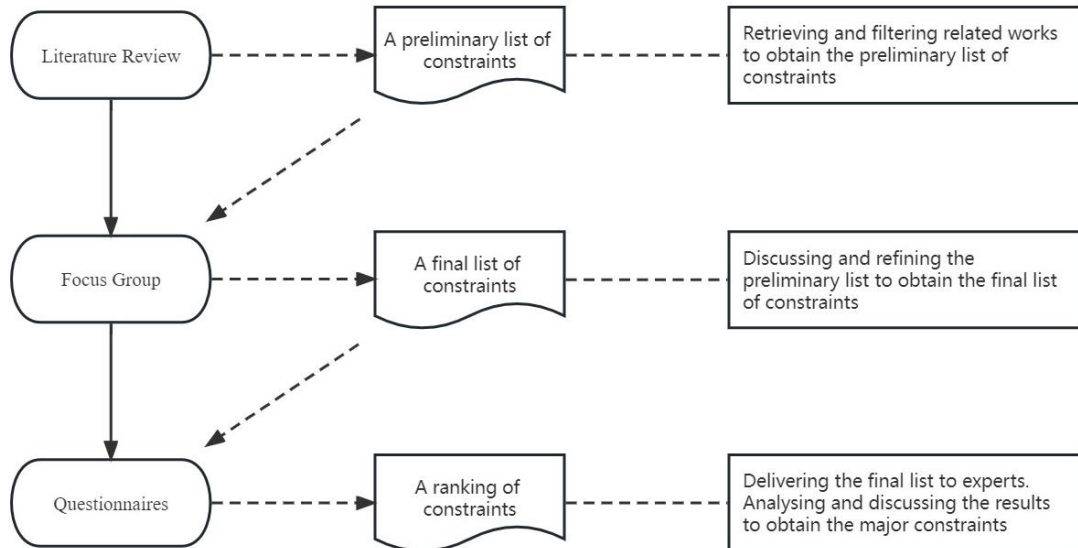 Literature Review
A preliminary list of
constraints
Retrieving and filtering related works
to obtain the preliminary list of
constraints
Focus Group
A final list of
constraints
Discussing and refining the
preliminary list to obtain the final list
of constraints
Questionnaires
A ranking of
constraints
Delivering the final list to experts.
Analysing and discussing the results
to obtain the major constraints